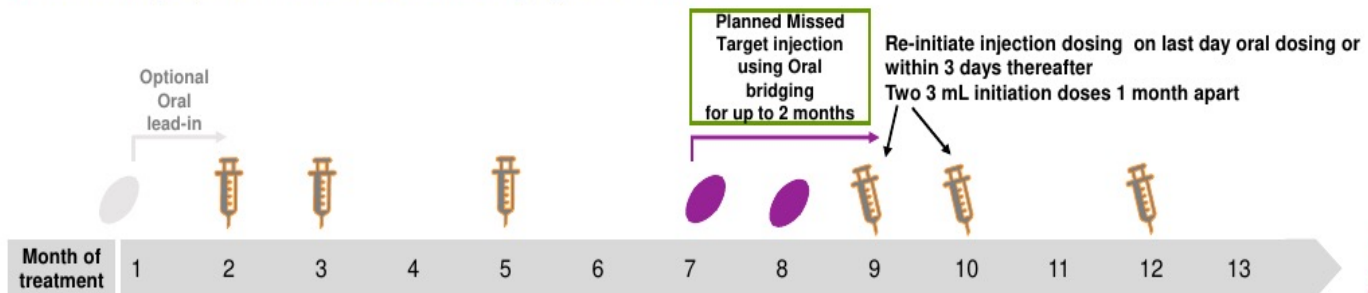 Planned Missed
Target injection
using Oral
bridging
for up to 2 months
Re-initiate injection dosing on last day oral dosing or
within 3 days thereafter
Two 3 mL initiation doses 1 month apart
Optional
Oral
lead-in
Month of
treatment
1 2 3 4 5 6 7 8 9 10 11 12 13